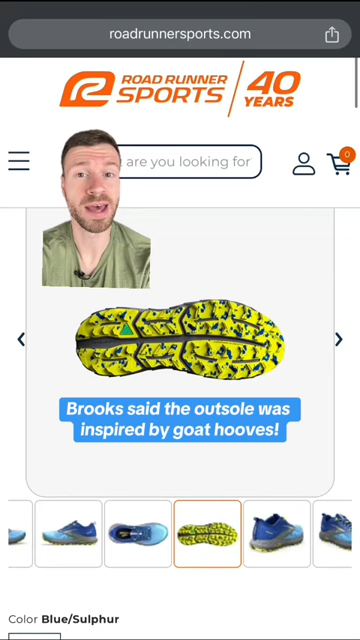 roadrunnersports.com
ROAD RUNNER
SPORTS
40
YEARS
0
are you looking for
Brooks said the outsole was
inspired by goat hooves!
Color Blue/Sulphur